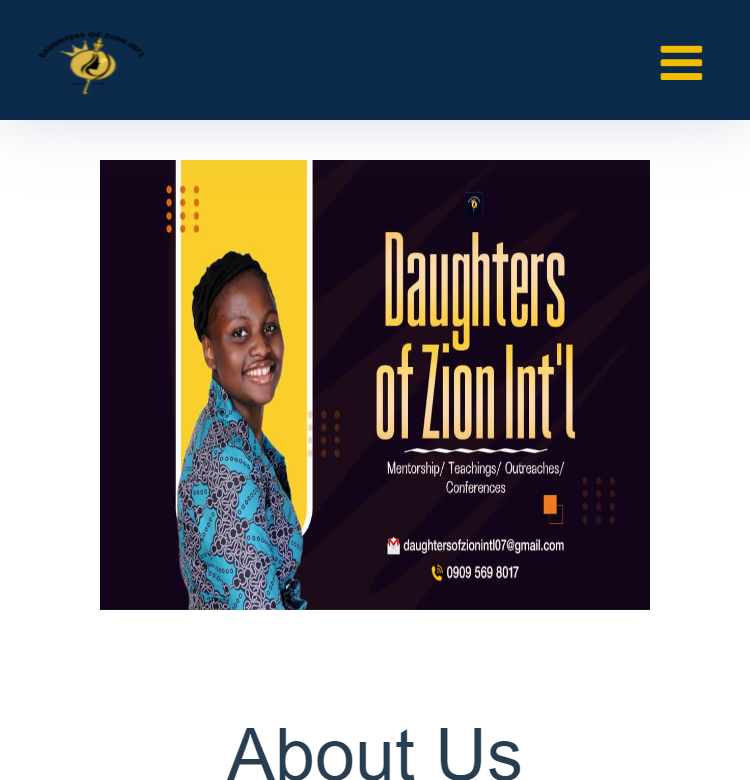 DAUGHTERS OF ZION INT'L
Daughters
of Zion Int'l
Mentorship/ Teachings/ Outreaches/
Conferences
daughtersofzionintl07@gmail.com
0909 569 8017
About Us